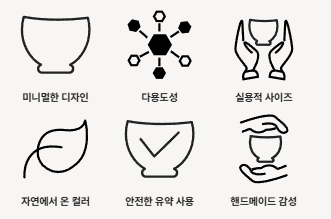 미니멀한 디자인
다용도성
실용적 사이즈
자연에서 온 컬러
안전한 유약 사용
핸드메이드 감성